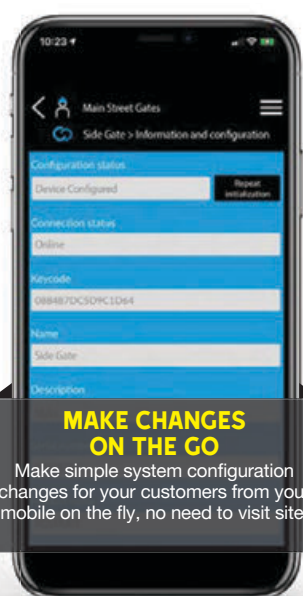 10:23
Main Street Gates
Side Gate > Information and configuration
Configuration status
Device Configured
Repeat
initialization
Connection status
Online
Keycode
Name
Side Gate
Description
MAKE CHANGES
ON THE GO
Make simple system configuration
changes for your customers from you
mobile on the fly, no need to visit site